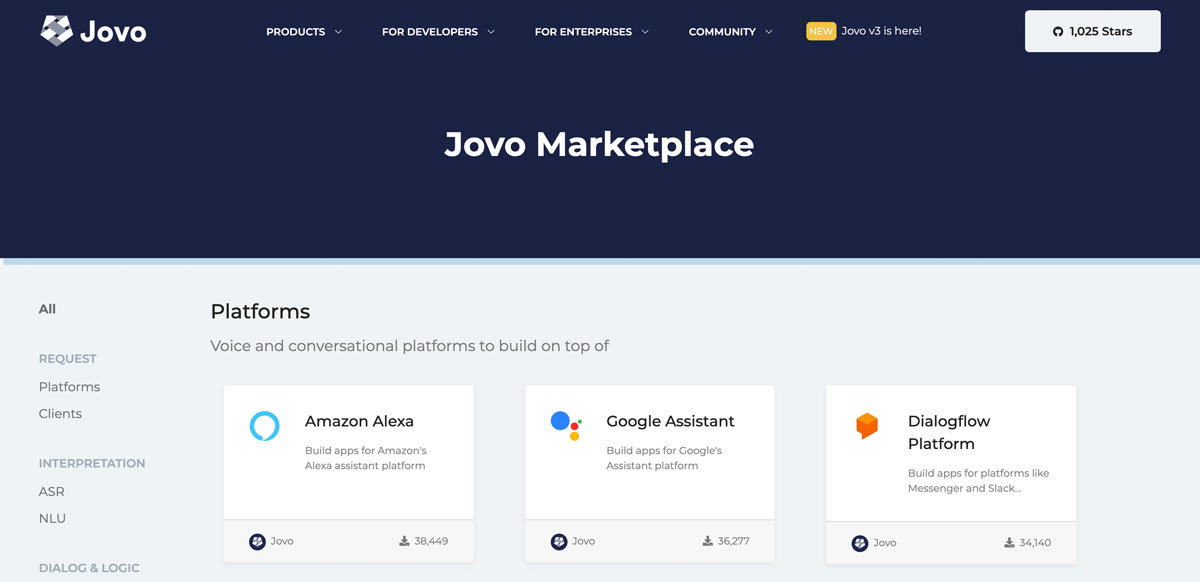 Jovo
PRODUCTS
FOR DEVELOPERS
FOR ENTERPRISES
COMMUNITY
NEW Jovo v3 is here!
1,025 Stars
Jovo Marketplace
All
REQUEST
Platforms
Clients
INTERPRETATION
ASR
NLU
DIALOG & LOGIC
Platforms
Voice and conversational platforms to build on top of
Amazon Alexa
Build apps for Amazon's
Alexa assistant platform
Jovo
38,449
Google Assistant
Build apps for Google's
Assistant platform
Jovo
36,277
Dialogflow
Platform
Build apps for platforms like
Messenger and Slack...
Jovo
34,140